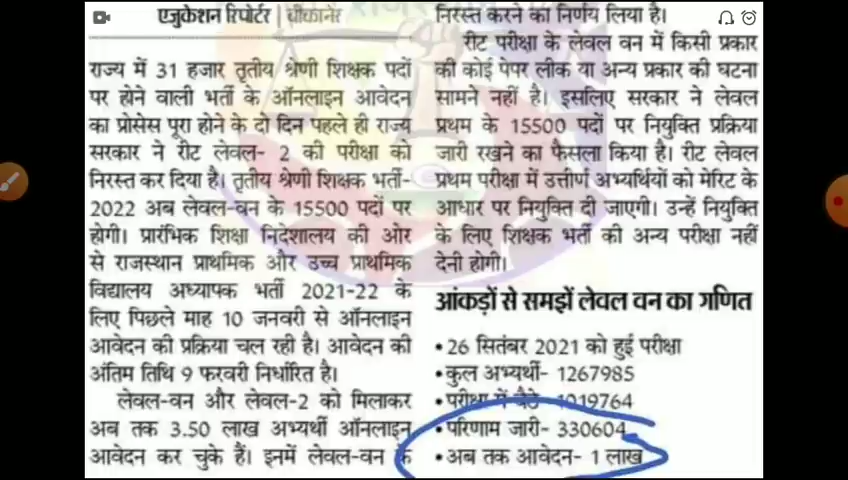 एजुकेशन रिपोर्टर | बीकानेर
राज्य में 31 हजार तृतीय श्रेणी शिक्षक पदों
पर होने वाली भर्ती के ऑनलाइन आवेदन
का प्रोसेस पूरा होने के दो दिन पहले ही राज्य
सरकार ने रीट लेवल- 2 की परीक्षा को
निरस्त कर दिया है। तृतीय श्रेणी शिक्षक भर्ती-
2022 अब लेवल-वन के 15500 पदों पर
होगी। प्रारंभिक शिक्षा निदेशालय की ओर
से राजस्थान प्राथमिक और उच्च प्राथमिक
विद्यालय अध्यापक भर्ती 2021-22 के
लिए पिछले माह 10 जनवरी से ऑनलाइन
आवेदन की प्रक्रिया चल रही है। आवेदन की
अंतिम तिथि 9 फरवरी निर्धारित है।
लेवल-वन और लेवल-2 को मिलाकर
अब तक 3.50 लाख अभ्यर्थी ऑनलाइन
आवेदन कर चुके हैं। इनमें लेवल-वन के
निरस्त करने का निर्णय लिया है।
रीट परीक्षा के लेवल वन में किसी प्रकार
की कोई पेपर लीक या अन्य प्रकार की घटना
सामने नहीं है। इसलिए सरकार ने लेवल
प्रथम के 15500 पदों पर नियुक्ति प्रक्रिया
जारी रखने का फैसला किया है। रीट लेवल
प्रथम परीक्षा में उत्तीर्ण अभ्यर्थियों को मेरिट के
आधार पर नियुक्ति दी जाएगी। उन्हें नियुक्ति
के लिए शिक्षक भर्ती की अन्य परीक्षा नहीं
देनी होगी।
आंकड़ों से समझें लेवल वन का गणित
•26 सितंबर 2021 को हुई परीक्षा
•कुल अभ्यर्थी- 1267985
•परीक्षा में बैठे- 1019764
•परिणाम जारी- 330604
•अब तक आवेदन- 1 लाख